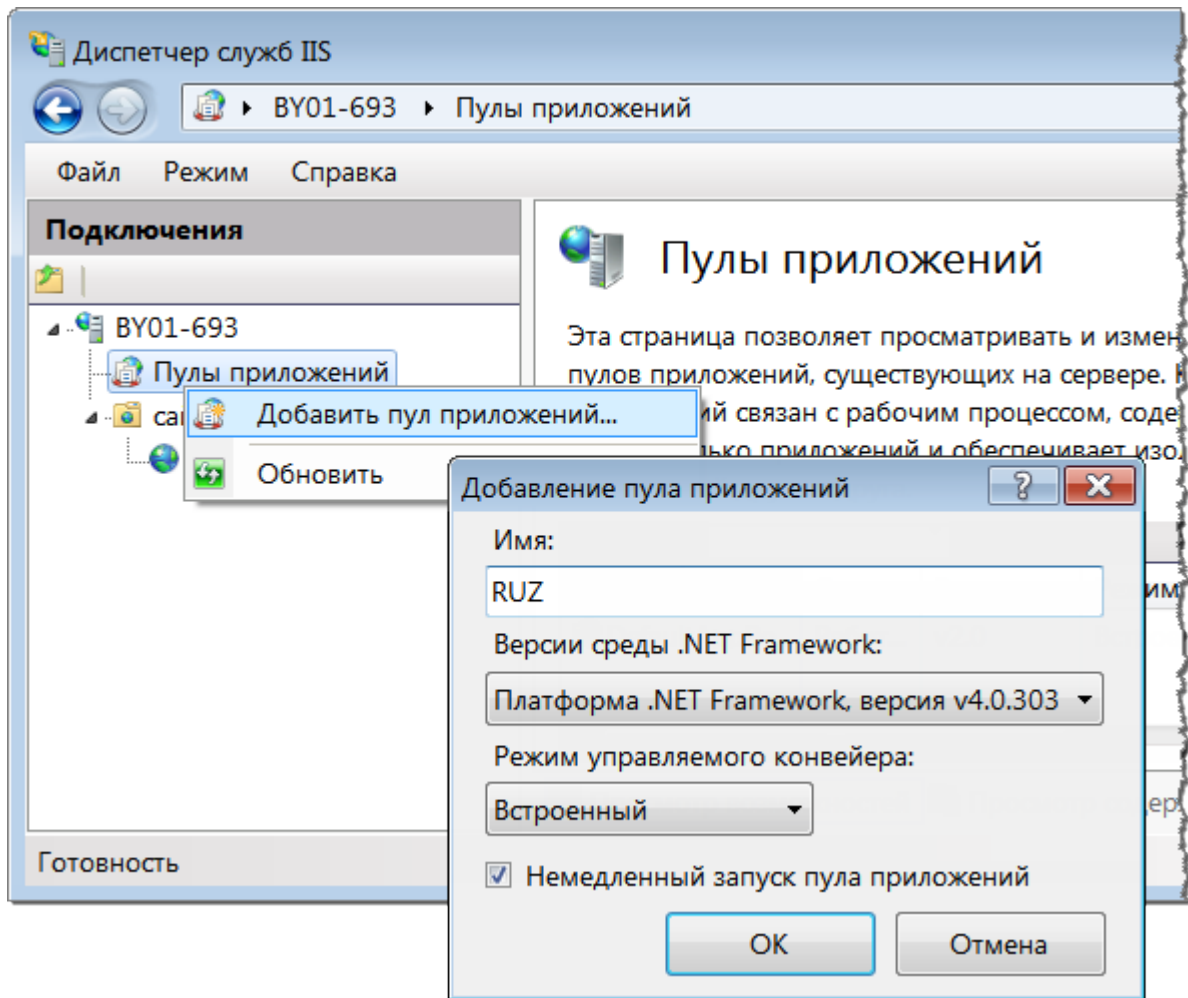 Диспетчер служб IIS
BY01-693 Пулы приложений
Файл Режим Справка
Подключения
Пулы приложений
BY01-693
Эта страница позволяет просматривать и
Пулы приложений
пулов приложений, существующих на сервере.
Добавить пул приложений...
связан с рабочим процессом,
приложений и обеспечивает
Обновить
Добавление пула приложений
Имя:
RUZ
Версии среды .NET Framework:
Платформа .NET Framework, версия v4.0.303
Режим управляемого конвейера:
Встроенный
Немедленный запуск пула приложений
Готовность
ОК Отмена